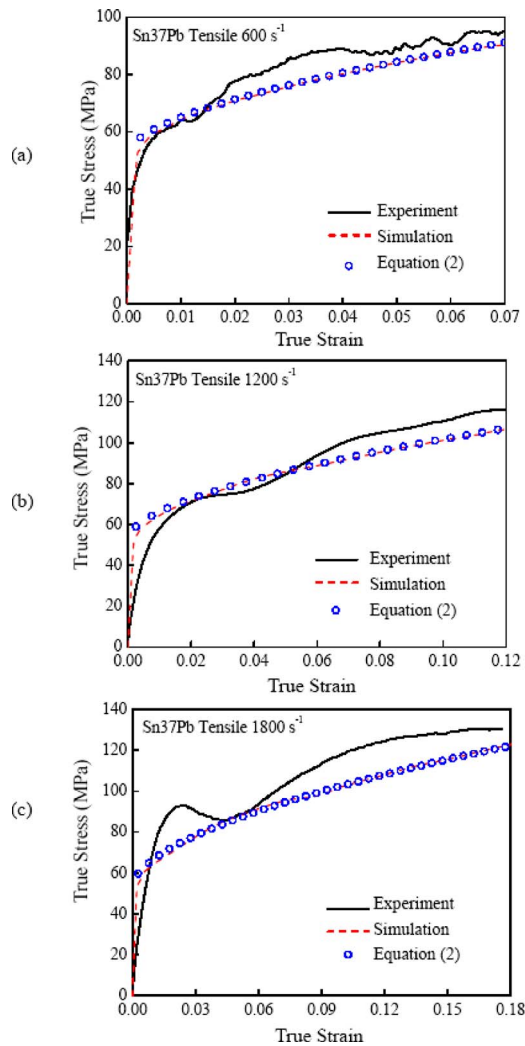 (a)
Sn37Pb Tensile 600 s-1
True Stress (MPa)
100
80
60
40
20
0
Experiment
Simulation
Equation (2)
0.00 0.01 0.02 0.03 0.04 0.05 0.06 0.07
True Strain
(b)
Sn37Pb Tensile 1200 s-1
True Stress (MPa)
140
120
100
80
60
40
20
0
Experiment
Simulation
Equation (2)
0.00 0.02 0.04 0.06 0.08 0.10 0.12
True Strain
(c)
Sn37Pb Tensile 1800 s-1
True Stress (MPa)
140
120
100
80
60
40
20
0
Experiment
Simulation
Equation (2)
0.00 0.03 0.06 0.09 0.12 0.15 0.18
True Strain